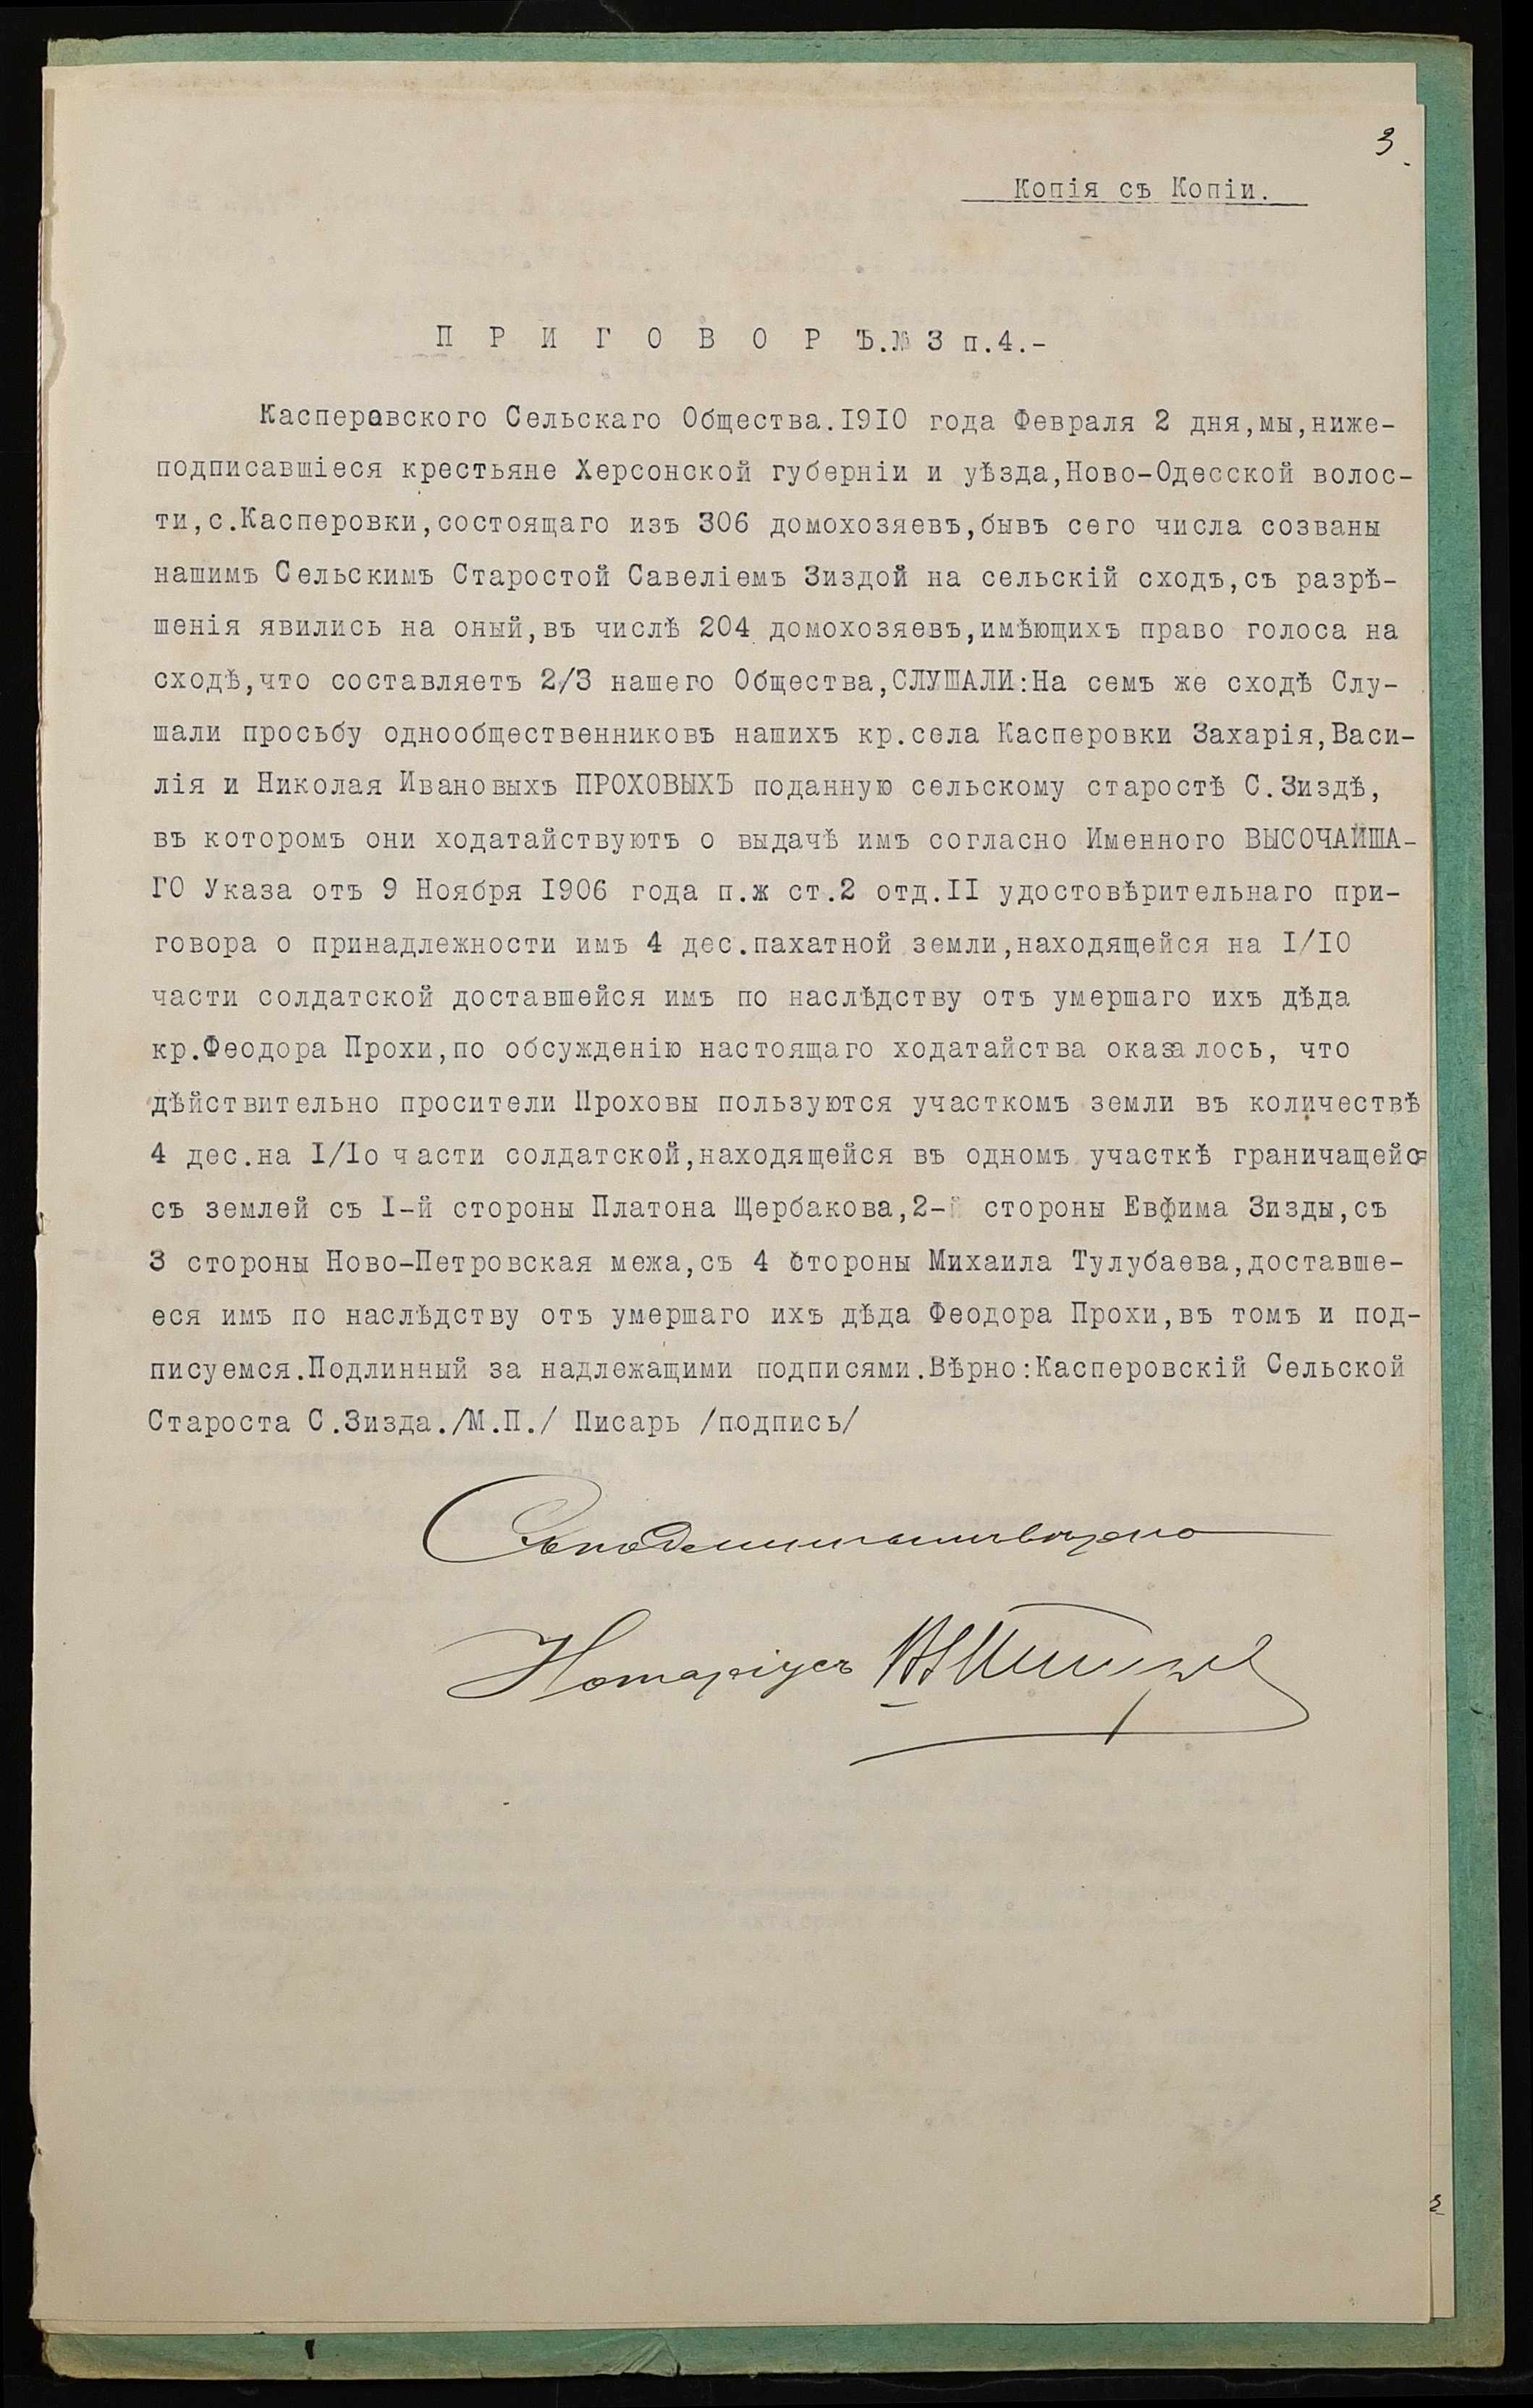 3
Копія съ Копіи.
П Р И Г О В О Р Ъ.№ 3 п.4.-
Касперовского Сельскаго Общества.I9I0 года Февраля 2 дня,мы,ниже-
подписавшіеся крестьяне Херсонской губерніи и уѣзда,Ново-Одесской волос-
ти,с.Касперовки,состоящаго изъ 306 домохозяевъ,бывъ сего числа созваны
нашимъ Сельскимъ Старостой Савеліемъ Зиздой на сельскій сходъ,съ разрѣ-
шенія явились на оный,въ числѣ 204 домохозяевъ,имѣющихъ право голоса на
сходѣ,что составляетъ 2/3 нашего Общества,СЛУШАЛИ:На семъ же сходѣ Слу-
шали просьбу однообщественниковъ нашихъ кр.села Касперовки Захарія,Васи-
лія и Николая Ивановыхъ ПРОХОВЫХЪ поданную сельскому старостѣ С.Зиздѣ,
въ которомъ они ходатайствуютъ о выдачѣ имъ согласно Именного ВЫСОЧАЙША-
ГО Указа отъ 9 Ноября I906 года п.ж ст.2 отд.II удостовѣрительнаго при-
говора о принадлежности имъ 4 дес.пахатной земли,находящейся на I/I0
части солдатской доставшейся имъ по наслѣдству отъ умершаго ихъ дѣда
кр.Феодора Прохи,по обсужденію настоящаго ходатайства оказалось, что
дѣйствительно просители Проховы пользуются участкомъ земли въ количествѣ
4 дес.на I/Iо части солдатской,находящейся въ одномъ участкѣ граничащейся
съ землей съ I-й стороны Платона Щербакова,2-й стороны Евфима Зизды,съ
3 стороны Ново-Петровская межа,съ 4 стороны Михаила Тулубаева,доставше-
еся имъ по наслѣдству отъ умершаго ихъ дѣда Феодора Прохи,въ томъ и под-
писуемся.Подлинный за надлежащими подписями.Вѣрно:Касперовскій Сельской
Староста С.Зизда./М.П./ Писарь /подпись/
Съ подлиннымъ вѣрно
Нотаріусъ